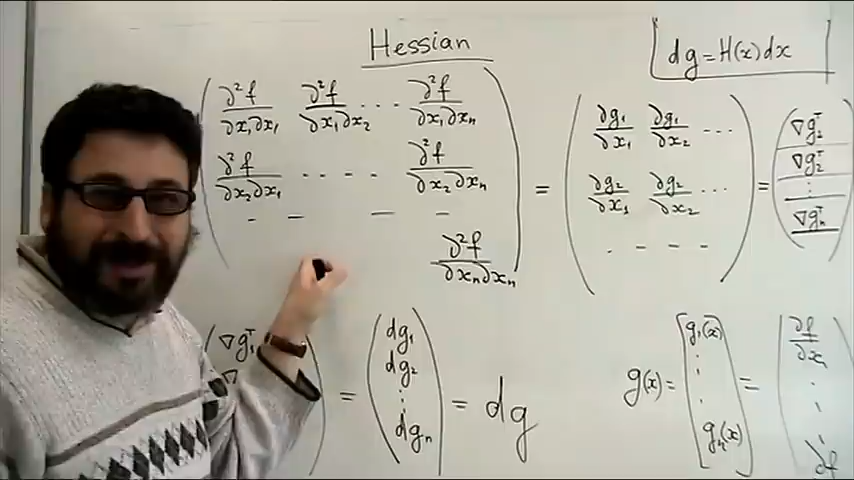 Hessian
dg = H(x)dx
∂²f/∂x₁∂x₁ ∂²f/∂x₁∂x₂ ... ∂²f/∂x₁∂xₙ
∂²f/∂x₂∂x₁ .... ∂²f/∂x₂∂xₙ
∂²f/∂xₙ∂xₙ
=
∂g₁/∂x₁ ∂g₁/∂x₂ ...
∂g₂/∂x₁ ∂g₂/∂x₂ ...
....
=
∇g₁ᵀ
∇g₂ᵀ
⋮
∇gₙᵀ
∇g₁ᵀ
=
dg₁
dg₂
⋮
dgₙ
= dg
g(x) =
g₁(x)
⋮
gₙ(x)
=
∂f/∂x₁
⋮
∂f